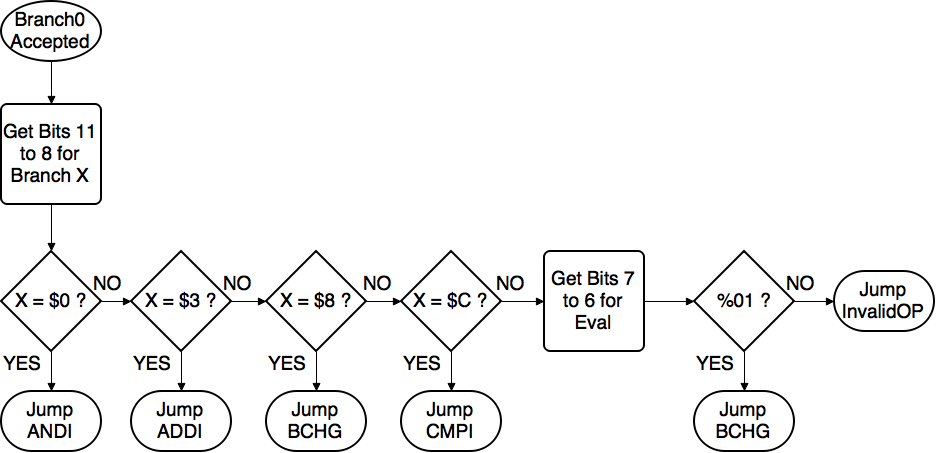 Branch0
Accepted
Get Bits 11
to 8 for
Branch X
X = $0 ?
NO
X = $3 ?
NO
X = $8 ?
NO
X = $C ?
NO
Get Bits 7
to 6 for
Eval
%01 ?
NO
Jump
InvalidOP
YES
YES
YES
YES
YES
Jump
ANDI
Jump
ADDI
Jump
BCHG
Jump
CMPI
Jump
BCHG